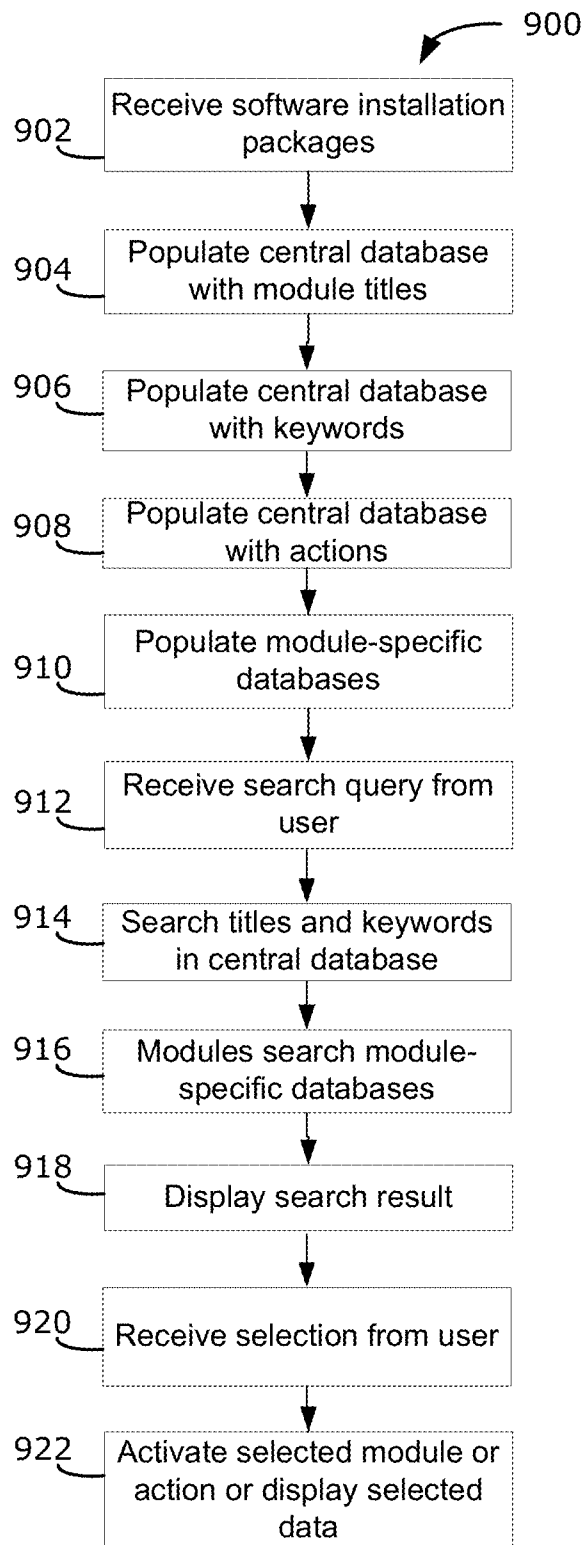 900
902
Receive software installation
packages
904
Populate central database
with module titles
906
Populate central database
with keywords
908
Populate central database
with actions
910
Populate module-specific
databases
912
Receive search query from
user
914
Search titles and keywords
in central database
916
Modules search module-
specific databases
918
Display search result
920
Receive selection from user
922
Activate selected module or
action or display selected
data